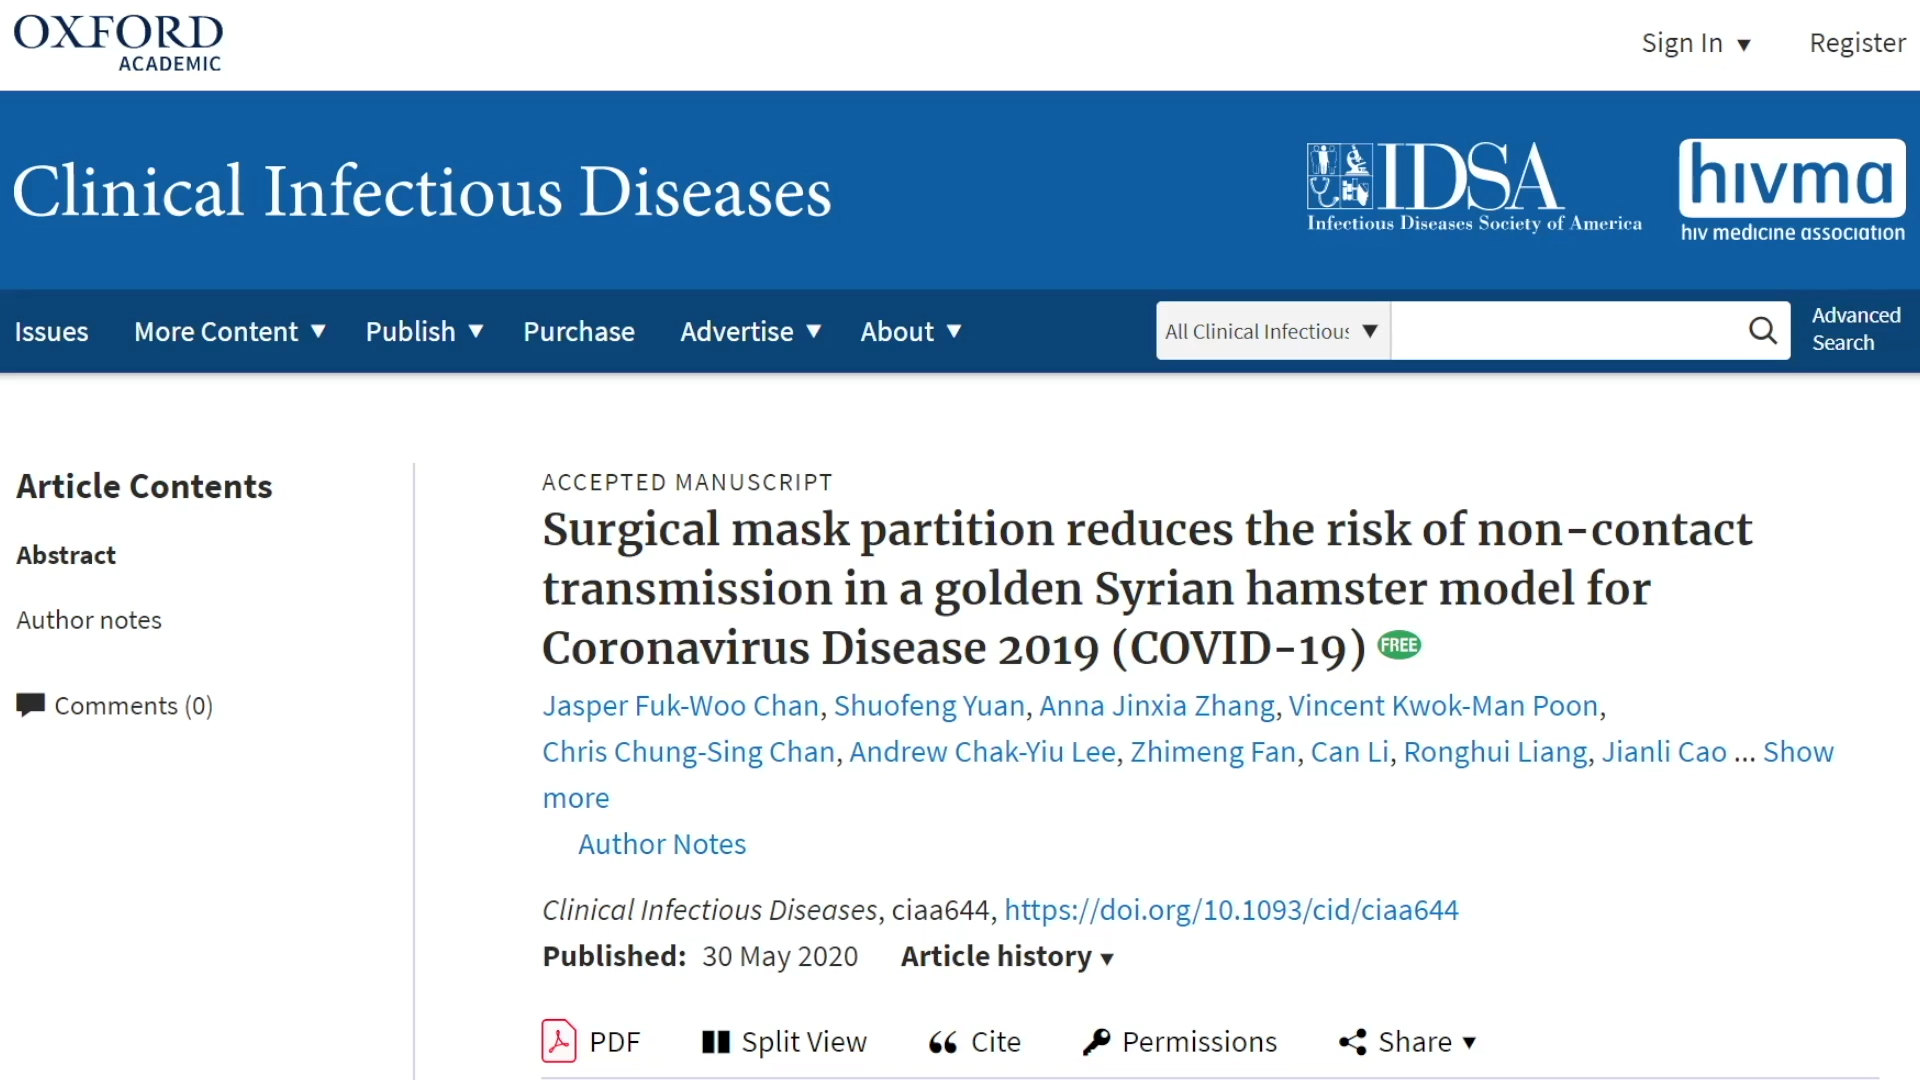 OXFORD
ACADEMIC
Sign In ▼
Register
Clinical Infectious Diseases
IDSA
Infectious Diseases Society of America
hıvma
hıv medıcıne assocıatıon
Issues
More Content ▼
Publish ▼
Purchase
Advertise ▼
About ▼
All Clinical Infectious ▼
Advanced
Search
Article Contents
Abstract
Author notes
Comments (0)
ACCEPTED MANUSCRIPT
Surgical mask partition reduces the risk of non-contact
transmission in a golden Syrian hamster model for
Coronavirus Disease 2019 (COVID-19) FREE
Jasper Fuk-Woo Chan, Shuofeng Yuan, Anna Jinxia Zhang, Vincent Kwok-Man Poon,
Chris Chung-Sing Chan, Andrew Chak-Yiu Lee, Zhimeng Fan, Can Li, Ronghui Liang, Jianli Cao ... Show
more
Author Notes
Clinical Infectious Diseases, ciaa644, https://doi.org/10.1093/cid/ciaa644
Published: 30 May 2020 Article history ▼
PDF
Split View
Cite
Permissions
Share ▼